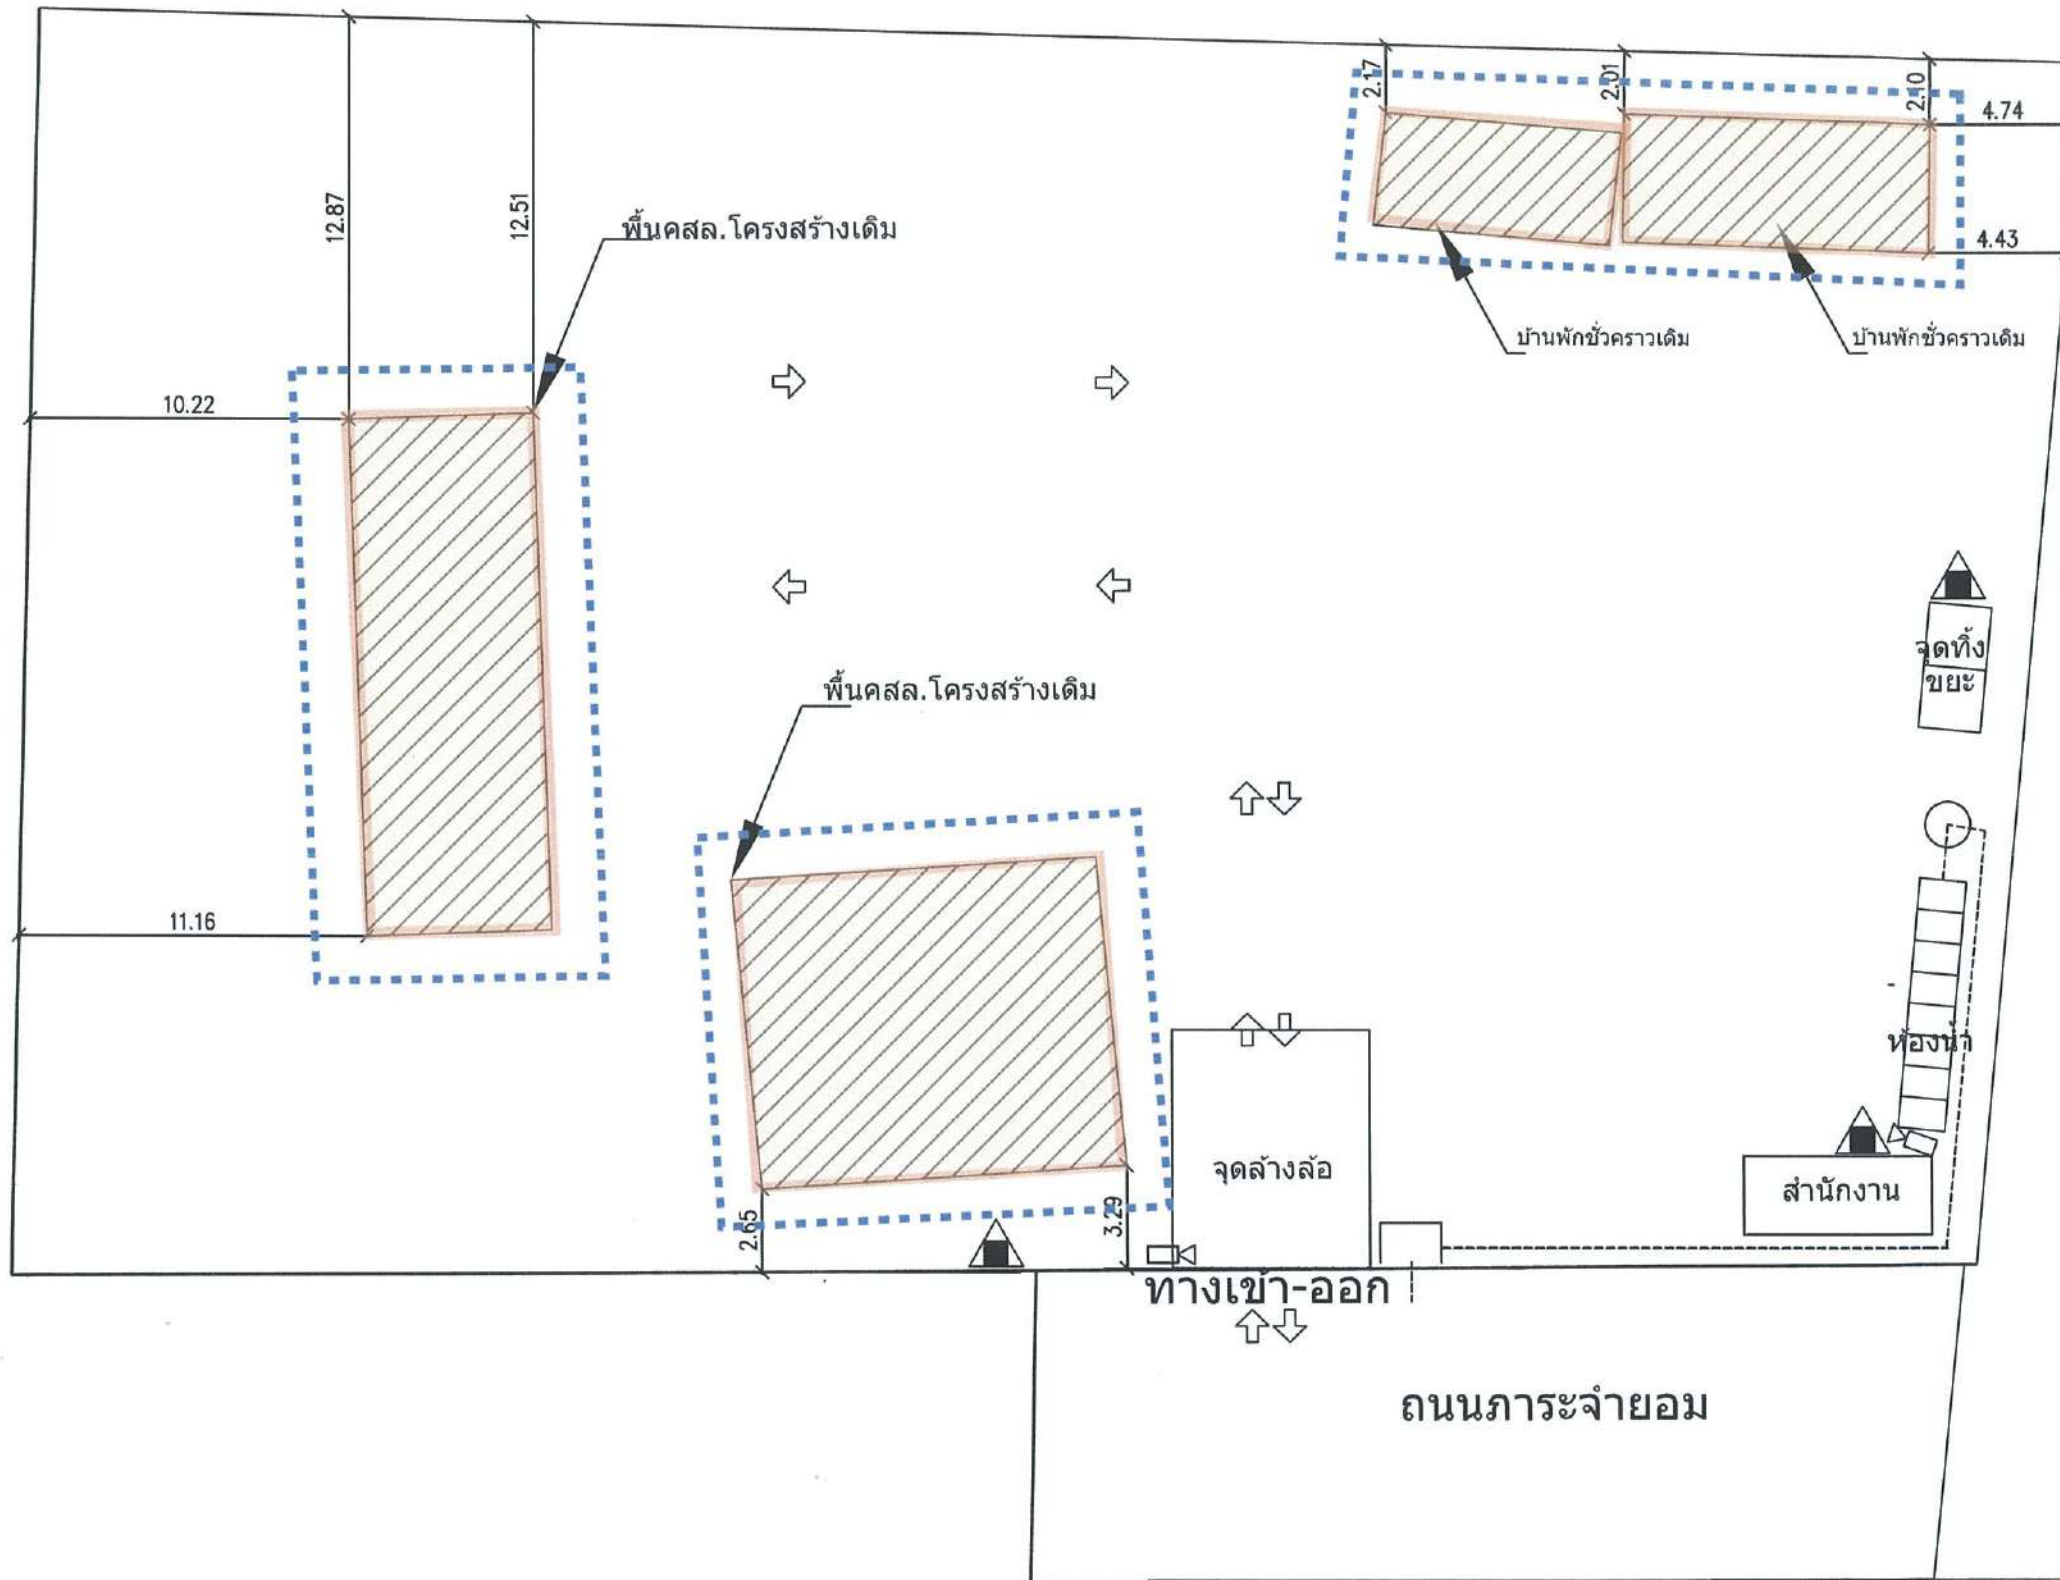 2.17
2.01
2.10
4.74
12.87
12.51
พื้นคสล.โครงสร้างเดิม
4.43
บ้านพักชั่วคราวเดิม
บ้านพักชั่วคราวเดิม
10.22
จุดทิ้ง
ขยะ
พื้นคสล.โครงสร้างเดิม
11.16
ห้องน้ำ
จุดล้างล้อ
สำนักงาน
2.65
3.29
ทางเข้า-ออก
ถนนภาระจำยอม